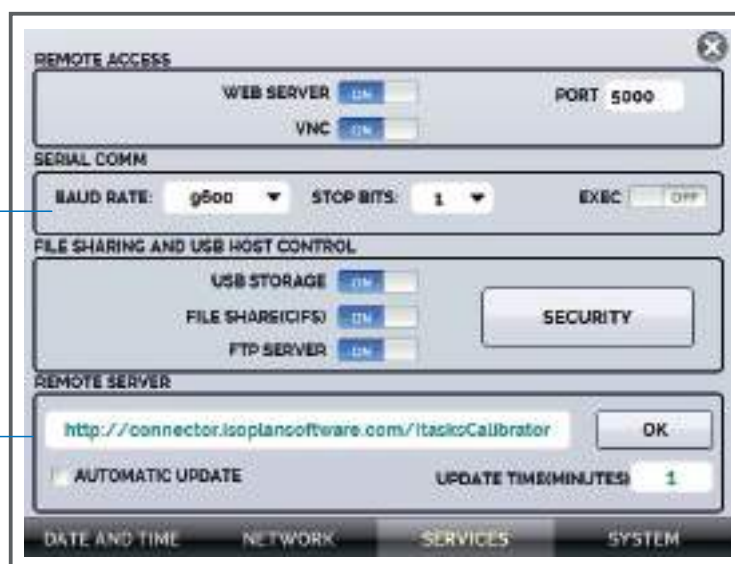 REMOTE ACCESS
WEB SERVER ON PORT 5000
VNC ON
SERIAL COMM
BAUD RATE: 9600 STOP BITS: 1 EXEC OFF
FILE SHARING AND USB HOST CONTROL
USB STORAGE ON
FILE SHARE(CIFS) ON
FTP SERVER ON
SECURITY
REMOTE SERVER
http://connector.isoplansoftware.com/ItasksCalibrator OK
AUTOMATIC UPDATE UPDATE TIME(MINUTES) 1
DATE AND TIME NETWORK SERVICES SYSTEM